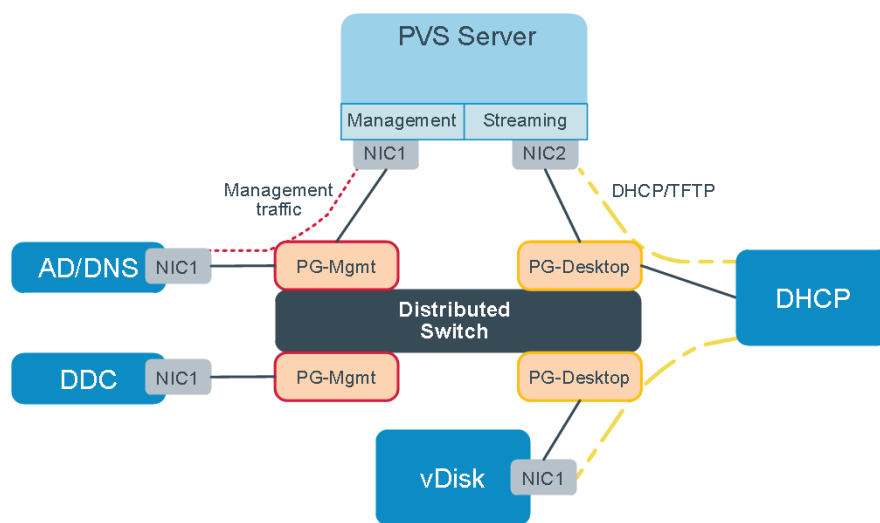 PVS Server
Management
Streaming
NIC1
NIC2
Management
traffic
DHCP/TFTP
AD/DNS
NIC1
PG-Mgmt
PG-Desktop
DHCP
Distributed
Switch
DDC
NIC1
PG-Mgmt
PG-Desktop
vDisk
NIC1